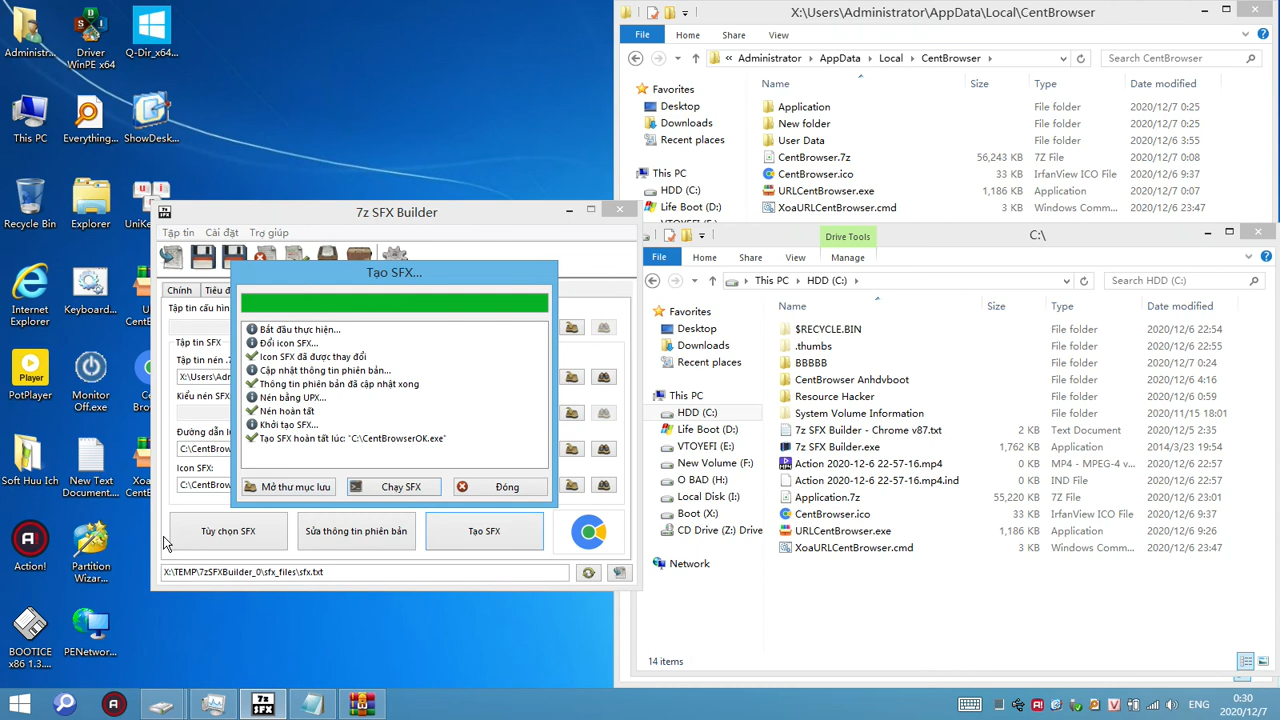 Administr...
Driver
WinPE x64
Q-Dir_x64...
This PC
Everything...
ShowDesk...
Recycle Bin
Explorer
UniKe
Internet
Explorer
Keyboard...
PotPlayer
Player
Monitor
Off.exe
Soft Huu Ich
New Text
Document...
Action!
Partition
Wizar...
BOOTICE
x86 1.3....
PENetwor...
7z SFX Builder
Tập tin
Cài đặt
Trợ giúp
Chính
Tiêu đ
Tập tin cấu hìn
Tập tin SFX
Tập tin nén .7
X:\Users\Adm
Kiểu nén SFX
Đường dẫn l
C:\CentBrow
Icon SFX:
C:\CentBrow
Tạo SFX...
Bắt đầu thực hiện...
Đổi icon SFX...
Icon SFX đã được thay đổi
Cập nhật thông tin phiên bản...
Thông tin phiên bản đã cập nhật xong
Nén bằng UPX...
Nén hoàn tất
Khởi tạo SFX...
Tạo SFX hoàn tất lúc: "C:\CentBrowserOK.exe"
Mở thư mục lưu
Chạy SFX
Đóng
Tùy chọn SFX
Sửa thông tin phiên bản
Tạo SFX
X:\TEMP\7zSFXBuilder_0\sfx_files\sfx.txt
X:\Users\Administrator\AppData\Local\CentBrowser
File Home Share View
« Administrator AppData Local CentBrowser
Search CentBrowser
Name Size Type Date modified
Favorites
Desktop
Downloads
Recent places
This PC
HDD (C:)
Life Boot (D:)
Application File folder 2020/12/7 0:25
New folder File folder 2020/12/7 0:25
User Data File folder 2020/12/6 3:55
CentBrowser.7z 56,243 KB 7Z File 2020/12/7 0:08
CentBrowser.ico 33 KB IrfanView ICO File 2020/12/6 23:00
URLCentBrowser.exe 1,186 KB Application 2020/12/7 0:07
XoaURLCentBrowser.cmd 3 KB Windows Comm... 2020/12/6 23:47
Drive Tools
C:\
File Home Share View Manage
This PC HDD (C:)
Search HDD (C:)
Name Size Type Date modified
Favorites
Desktop
Downloads
Recent places
This PC
HDD (C:)
Life Boot (D:)
VTOYEFI (E:)
New Volume (F:)
O BAD (H:)
Local Disk (I:)
Boot (X:)
CD Drive (Z:) Drive
Network
$RECYCLE.BIN File folder 2020/12/6 22:54
.thumbs File folder 2020/12/6 22:55
BBBBB File folder 2020/12/7 0:24
CentBrowser Anhdvboot File folder 2020/12/6 4:16
Resource Hacker File folder 2020/12/6 22:55
System Volume Information File folder 2020/11/15 18:01
7z SFX Builder - Chrome v87.txt 2 KB Text Document 2020/12/5 2:35
7z SFX Builder.exe 1,762 KB Application 2014/3/23 19:54
Action 2020-12-6 22-57-16.mp4 0 KB MP4 - MPEG-4 v... 2020/12/6 22:57
Action 2020-12-6 22-57-16.mp4.ind 0 KB IND File 2020/12/6 22:57
Application.7z 55,220 KB 7Z File 2020/12/6 23:01
CentBrowser.ico 33 KB IrfanView ICO File 2020/12/6 23:00
URLCentBrowser.exe 1,186 KB Application 2020/12/6 23:47
XoaURLCentBrowser.cmd 3 KB Windows Comm... 2020/12/6 23:47
14 items
7z
SFX
ENG
0:30
2020/12/7